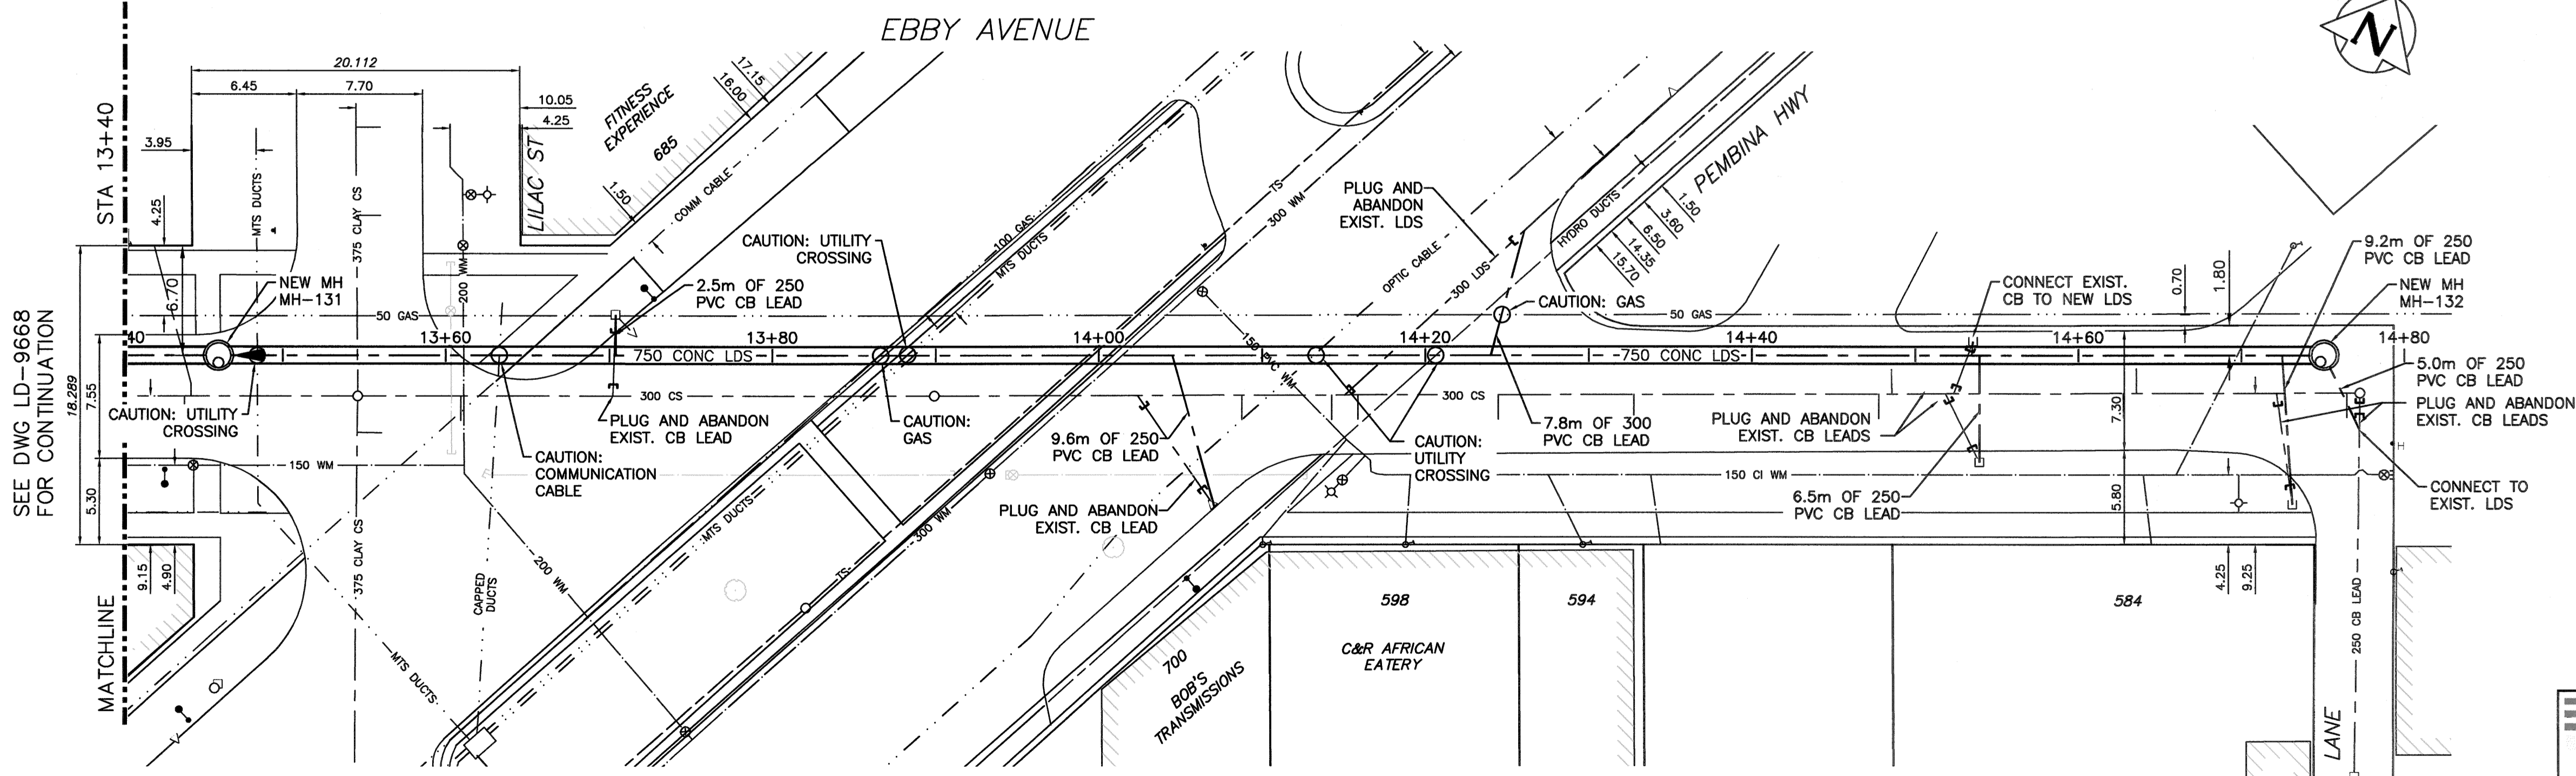 EBBY AVENUE
N
SEE DWG LD-9668
FOR CONTINUATION
MATCHLINE
STA 13+40
20.112
6.45
7.70
10.05
4.25
3.95
4.25
6.70
18.289
7.55
5.30
9.15
4.90
MTS DUCTS
375 CLAY CS
200 WM
LILAC ST
FITNESS
EXPERIENCE
685
17.15
16.00
1.50
COMM CABLE
NEW MH
MH-131
50 GAS
2.5m OF 250
PVC CB LEAD
CAUTION: UTILITY
CROSSING
100 GAS
MTS DUCTS
TS
300 WM
PLUG AND
ABANDON
EXIST. LDS
OPTIC CABLE
300 LDS
HYDRO DUCTS
PEMBINA HWY
1.50
3.60
6.50
14.35
15.70
CAUTION: GAS
50 GAS
CONNECT EXIST.
CB TO NEW LDS
0.70
1.80
9.2m OF 250
PVC CB LEAD
NEW MH
MH-132
40
13+60
13+80
14+00
14+20
14+40
14+60
14+80
750 CONC LDS
150 PVC WM
750 CONC LDS
5.0m OF 250
PVC CB LEAD
CAUTION: UTILITY
CROSSING
300 CS
300 CS
PLUG AND ABANDON
EXIST. CB LEAD
CAUTION:
GAS
9.6m OF 250
PVC CB LEAD
CAUTION:
UTILITY
CROSSING
7.8m OF 300
PVC CB LEAD
PLUG AND ABANDON
EXIST. CB LEADS
7.30
PLUG AND ABANDON
EXIST. CB LEADS
H
CAUTION:
COMMUNICATION
CABLE
150 WM
150 CI WM
6.5m OF 250
PVC CB LEAD
5.80
CONNECT TO
EXIST. LDS
PLUG AND ABANDON
EXIST. CB LEAD
375 CLAY CS
CAPPED
DUCTS
200 WM
MTS DUCTS
300 WM
TS
MTS DUCTS
700
BOB'S
TRANSMISSIONS
598
C&R AFRICAN
EATERY
594
584
4.25
9.25
250 CB LEAD
LANE